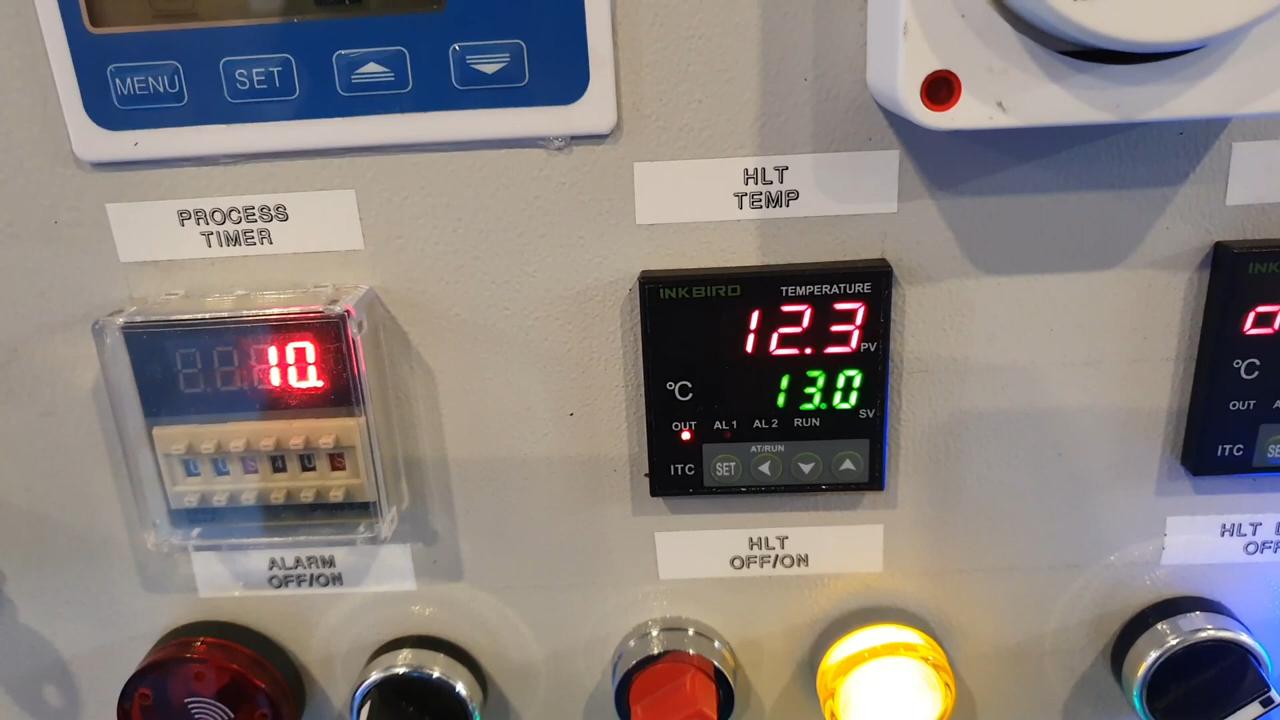 MENU
SET
HLT
TEMP
PROCESS
TIMER
INKBIRD
TEMPERATURE
12.3
PV
°C
13.0
SV
OUT AL1 AL2 RUN
AT/RUN
ITC
SET
10.
°C
OUT
ITC
HLT
OFF/ON
ALARM
OFF/ON
HLT